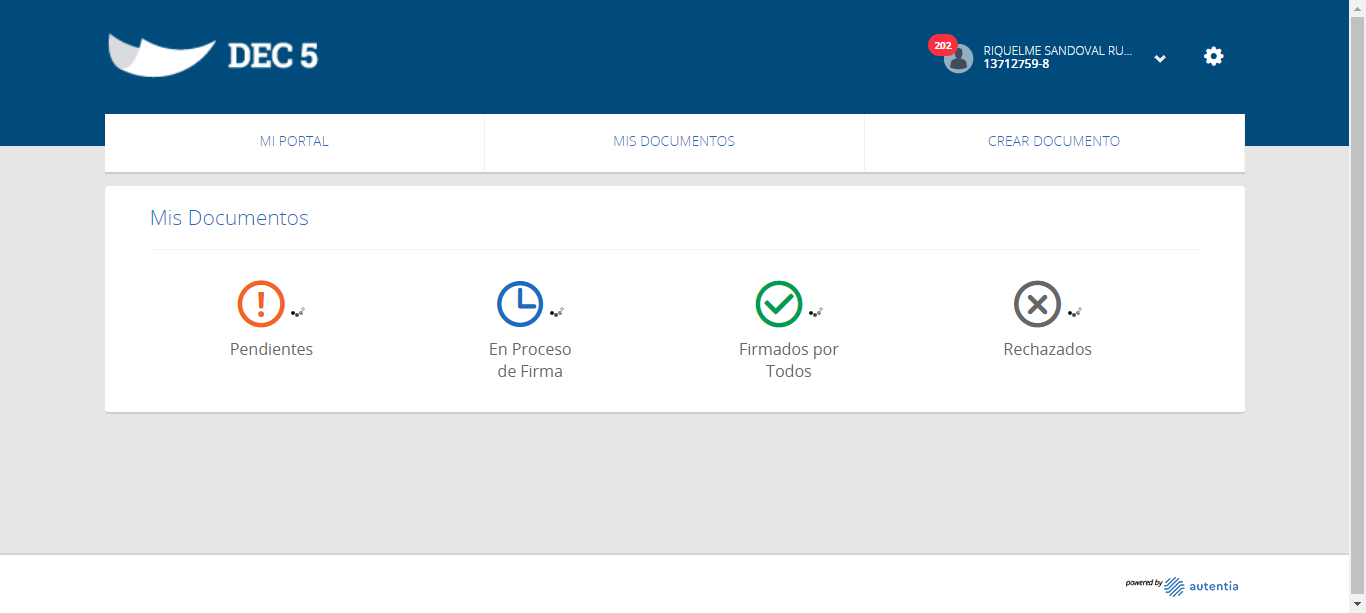 DEC 5
202
RIQUELME SANDOVAL RU...
13712759-8
MI PORTAL
MIS DOCUMENTOS
CREAR DOCUMENTO
Mis Documentos
Pendientes
En Proceso
de Firma
Firmados por
Todos
Rechazados
powered by autentia